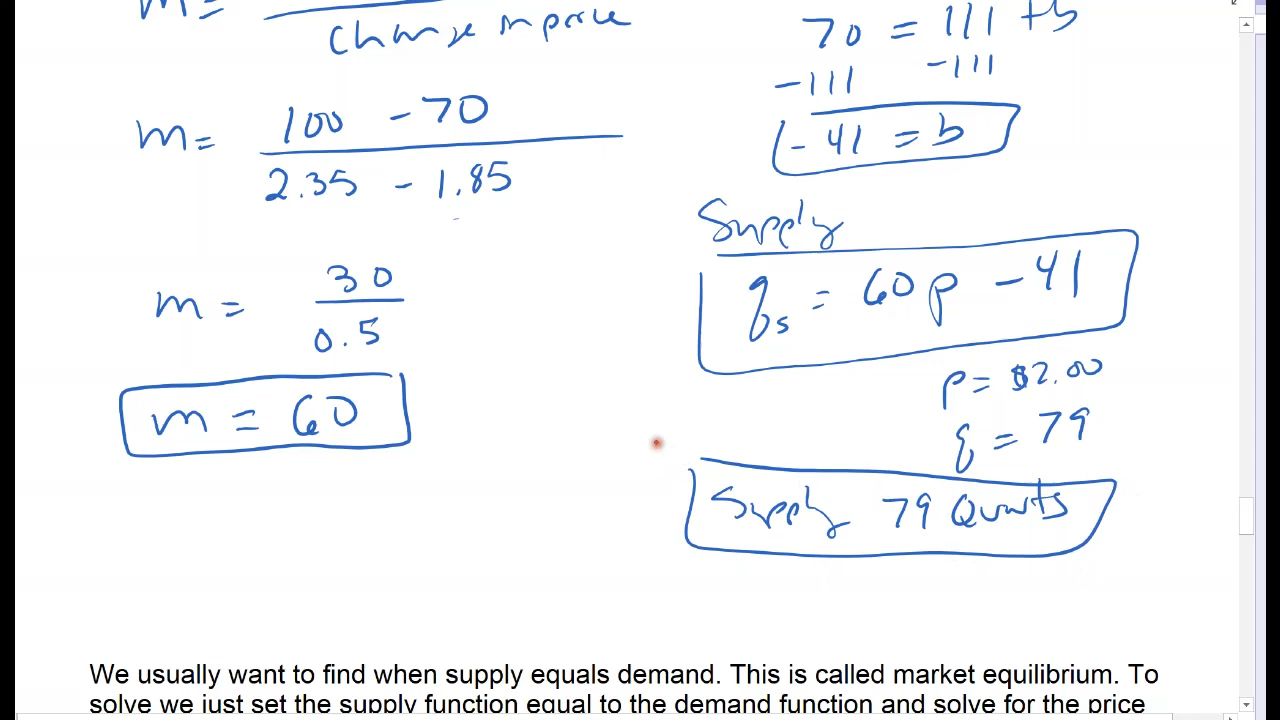 m =
Change in price
m = 100 - 70
2.35 - 1.85
m = 30
0.5
m = 60
70 = 111 + b
-111 -111
-41 = b
Supply
qs = 60p - 41
p = $2.00
q = 79
Supply 79 Quarts
We usually want to find when supply equals demand. This is called market equilibrium. To
solve we just set the supply function equal to the demand function and solve for the price